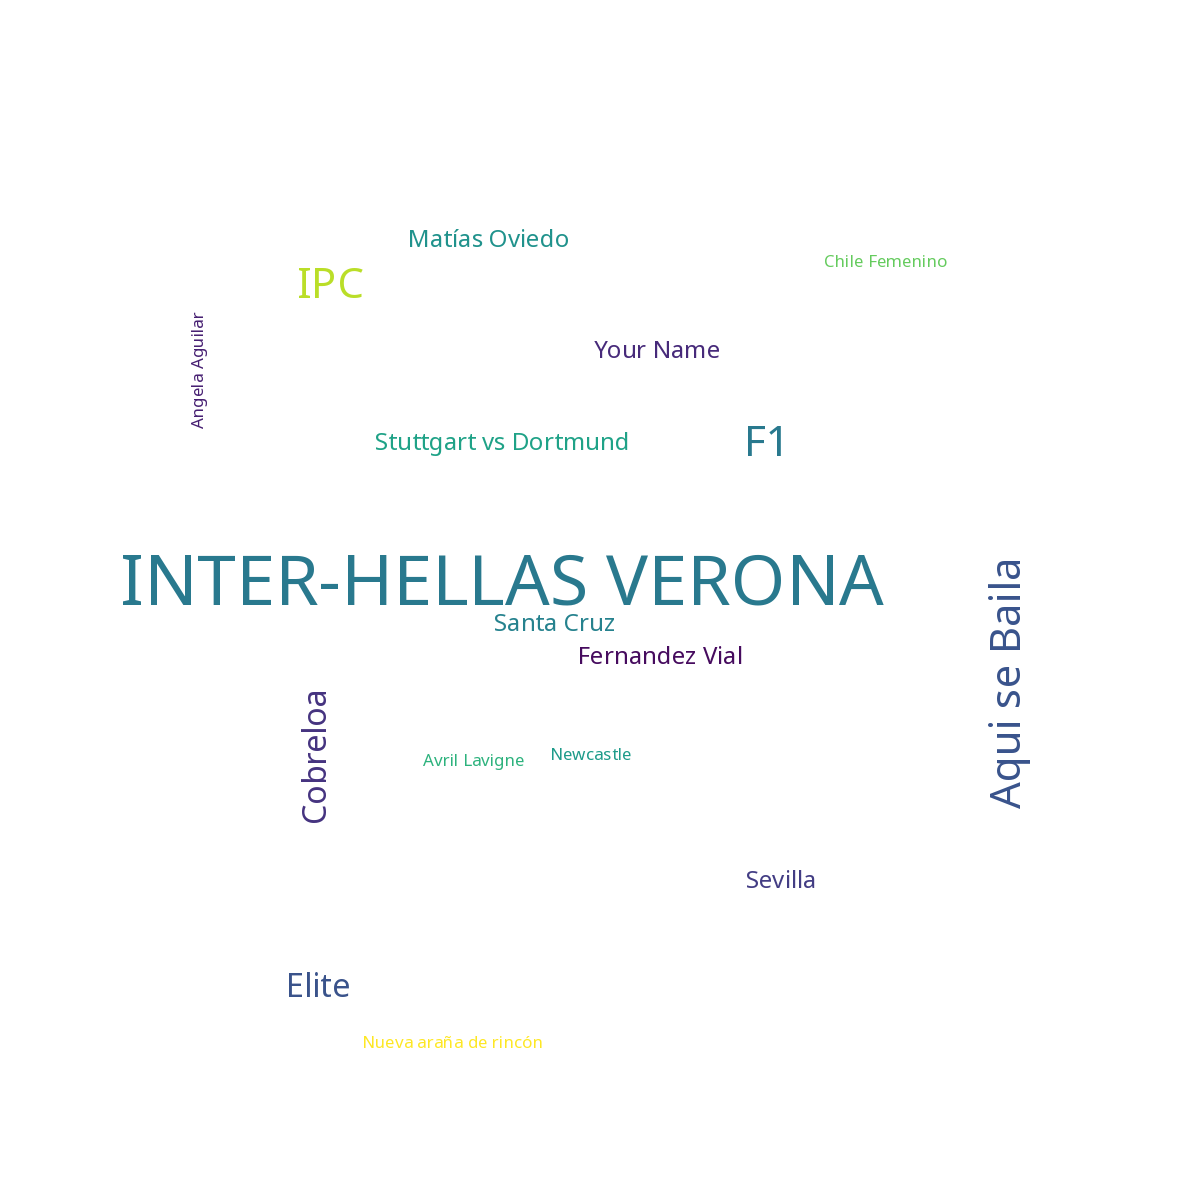 Matías Oviedo
Chile Femenino
IPC
Angela Aguilar
Your Name
Stuttgart vs Dortmund
F1
INTER-HELLAS VERONA
Aqui se Baila
Santa Cruz
Fernandez Vial
Cobreloa
Avril Lavigne
Newcastle
Sevilla
Elite
Nueva araña de rincón